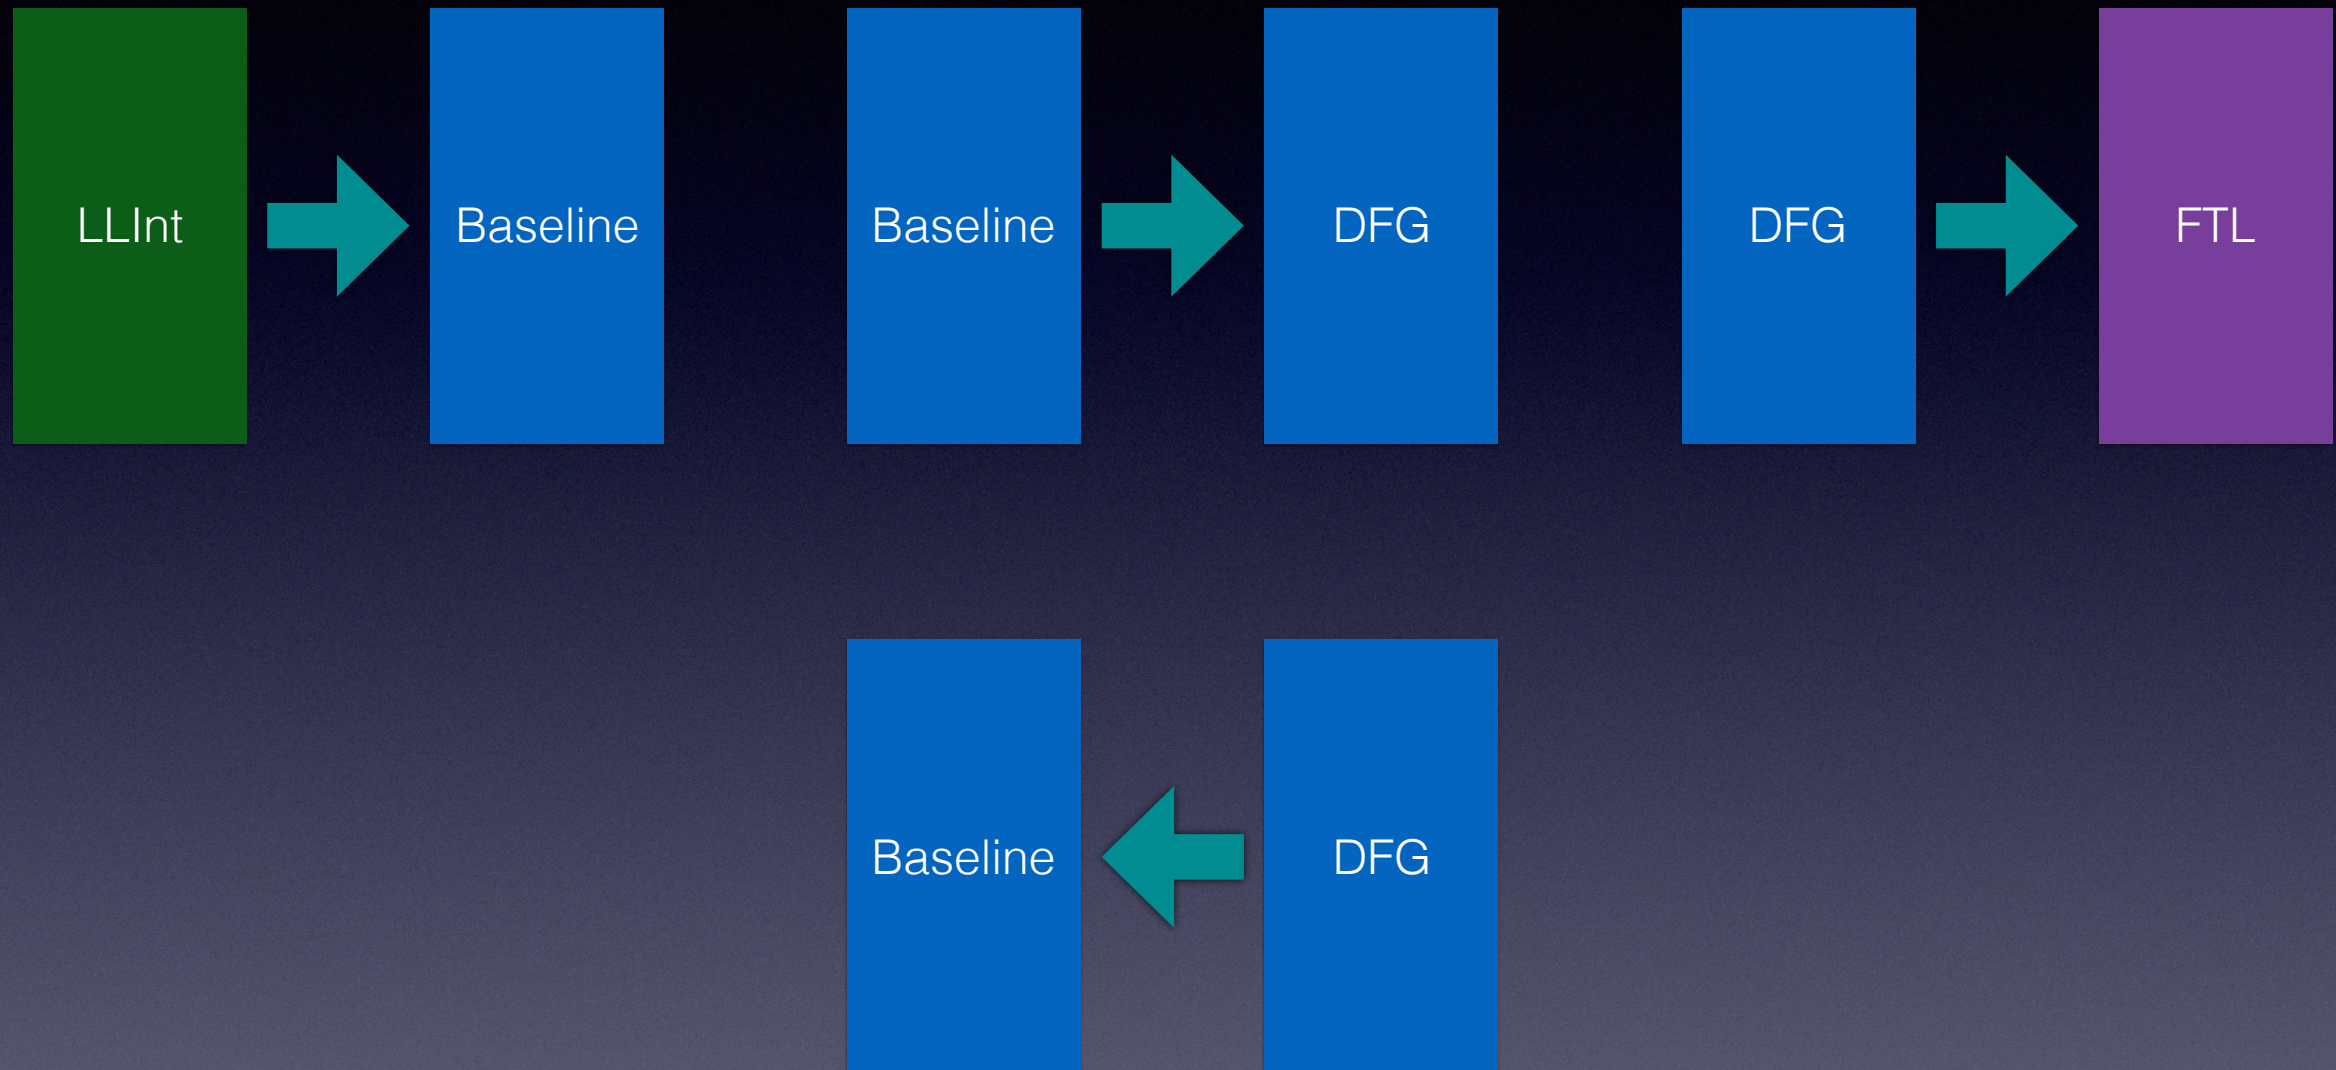 LLInt
Baseline
Baseline
DFG
DFG
FTL
Baseline
DFG